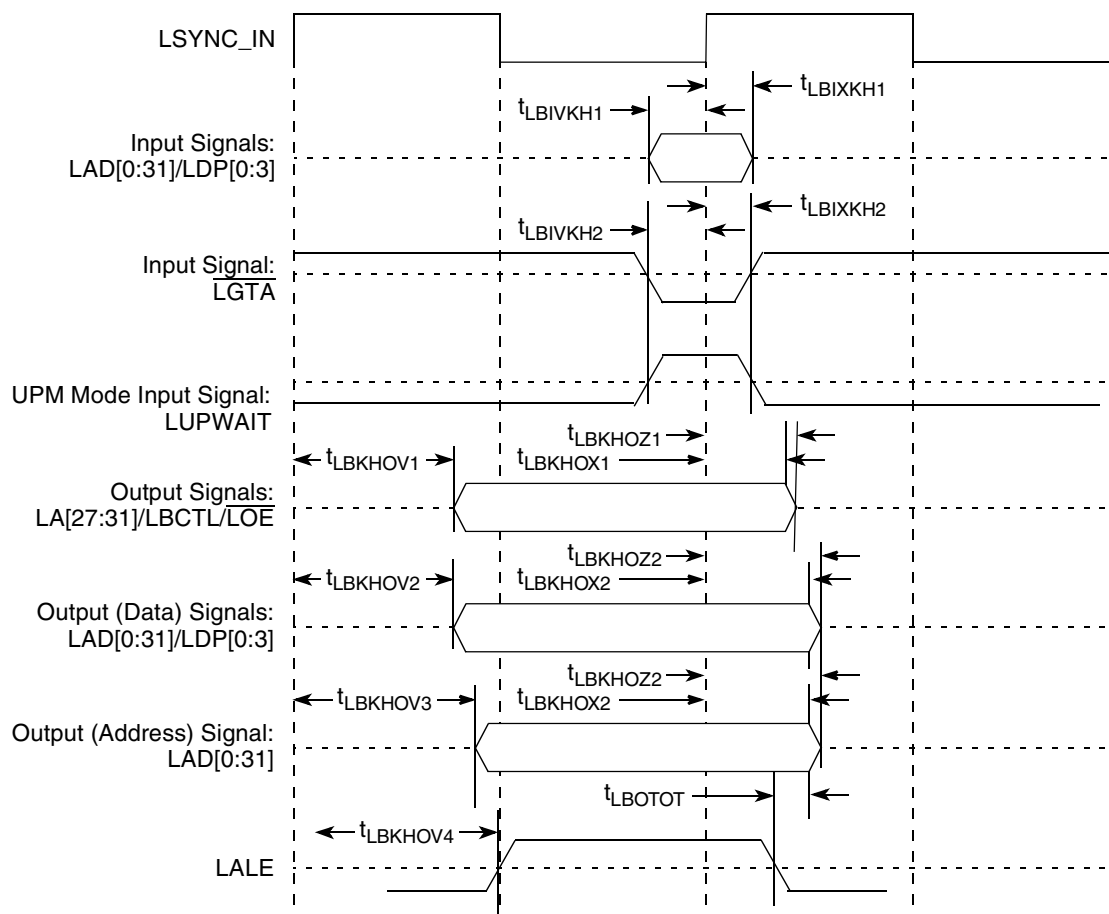 LSYNC_IN
tLBIXKH1
tLBIVKH1
Input Signals:
LAD[0:31]/LDP[0:3]
tLBIXKH2
tLBIVKH2
Input Signal:
LGTA
UPM Mode Input Signal:
LUPWAIT
tLBKHOZ1
tLBKHOV1
tLBKHOX1
Output Signals:
LA[27:31]/LBCTL/LOE
tLBKHOZ2
tLBKHOV2
tLBKHOX2
Output (Data) Signals:
LAD[0:31]/LDP[0:3]
tLBKHOZ2
tLBKHOV3
tLBKHOX2
Output (Address) Signal:
LAD[0:31]
tLBOTOT
tLBKHOV4
LALE